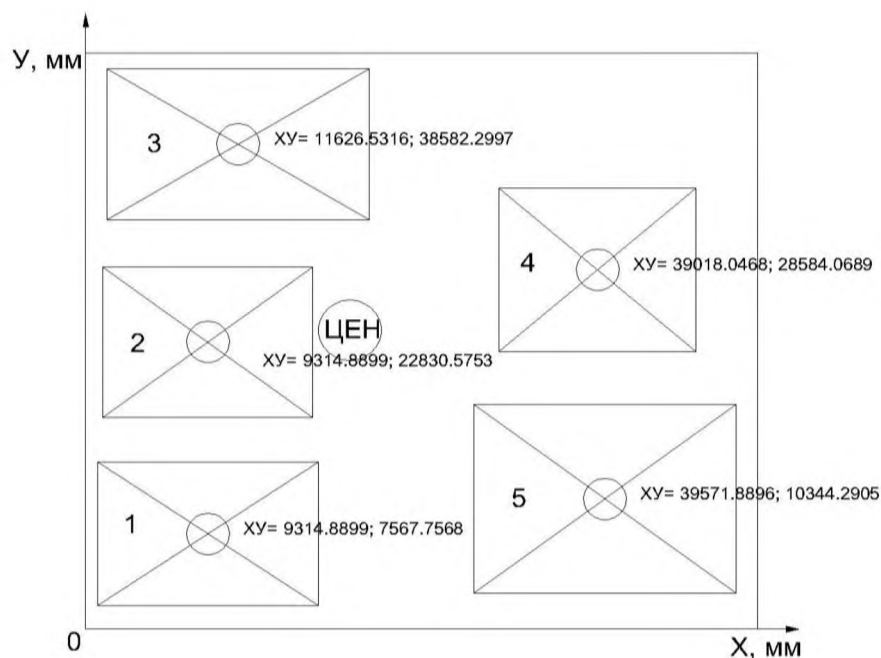 У, мм
3
ХУ= 11626.5316; 38582.2997
4
ХУ= 39018.0468; 28584.0689
2
ЦЕН
ХУ= 9314.8899; 22830.5753
5
ХУ= 39571.8896; 10344.2905
1
ХУ= 9314.8899; 7567.7568
0
Х, мм